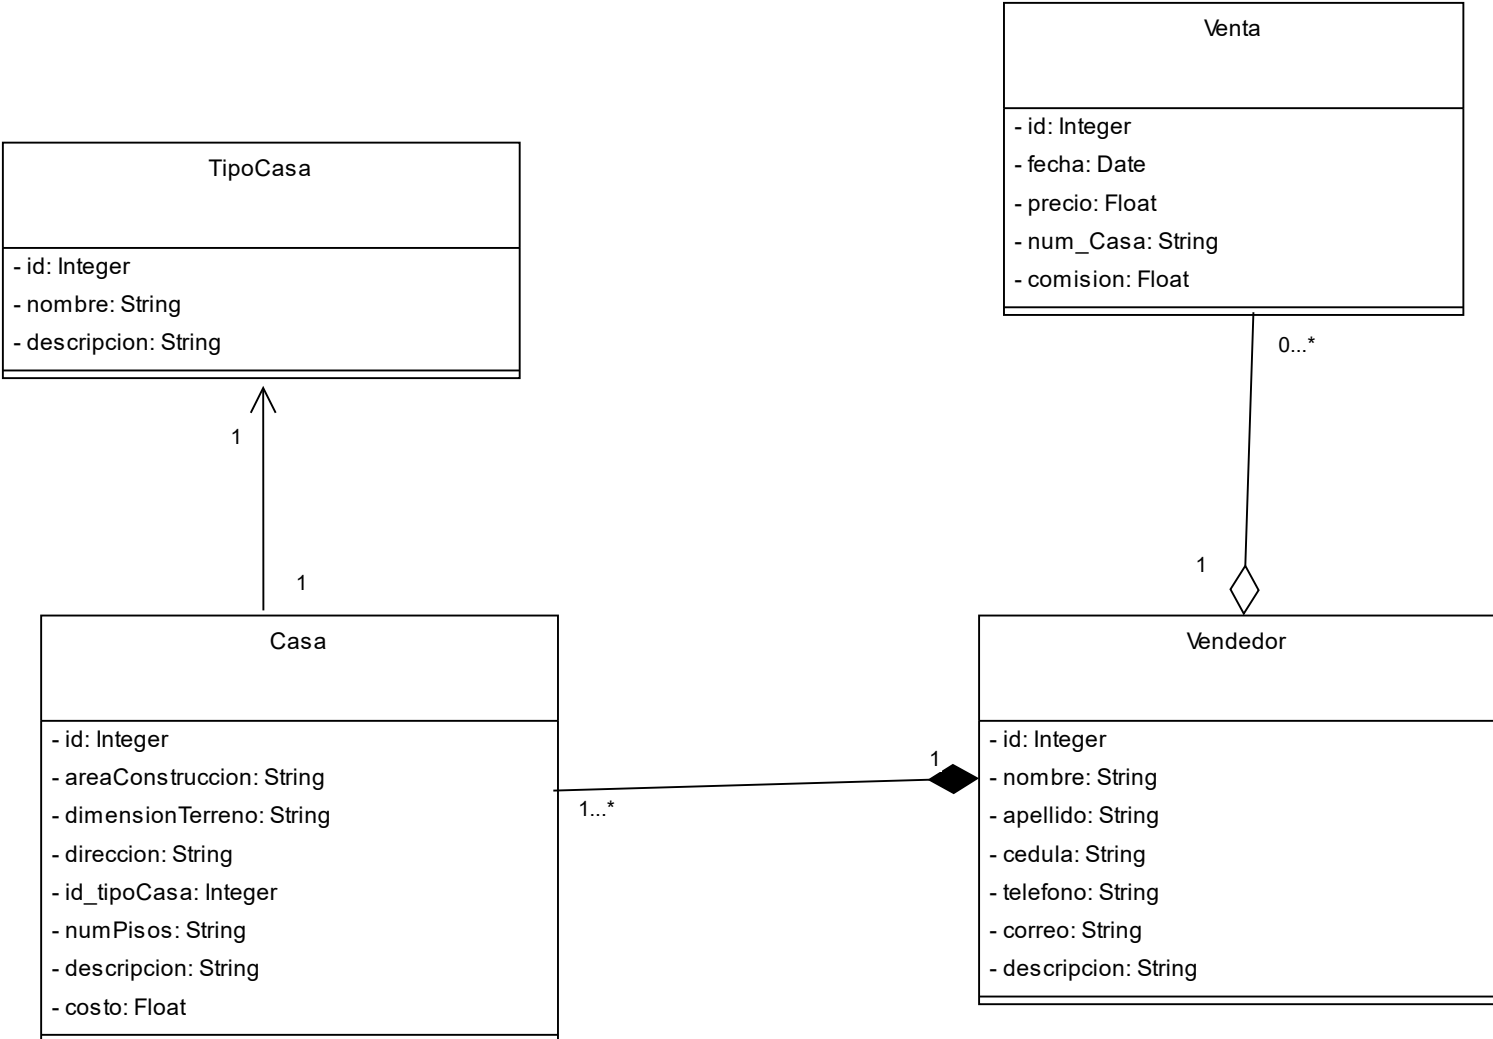 Venta
- id: Integer
- fecha: Date
- precio: Float
- num_Casa: String
- comision: Float
TipoCasa
- id: Integer
- nombre: String
- descripcion: String
0...*
1
1
1
Casa
- id: Integer
- areaConstruccion: String
- dimensionTerreno: String
- direccion: String
- id_tipoCasa: Integer
- numPisos: String
- descripcion: String
- costo: Float
1...*
1
Vendedor
- id: Integer
- nombre: String
- apellido: String
- cedula: String
- telefono: String
- correo: String
- descripcion: String